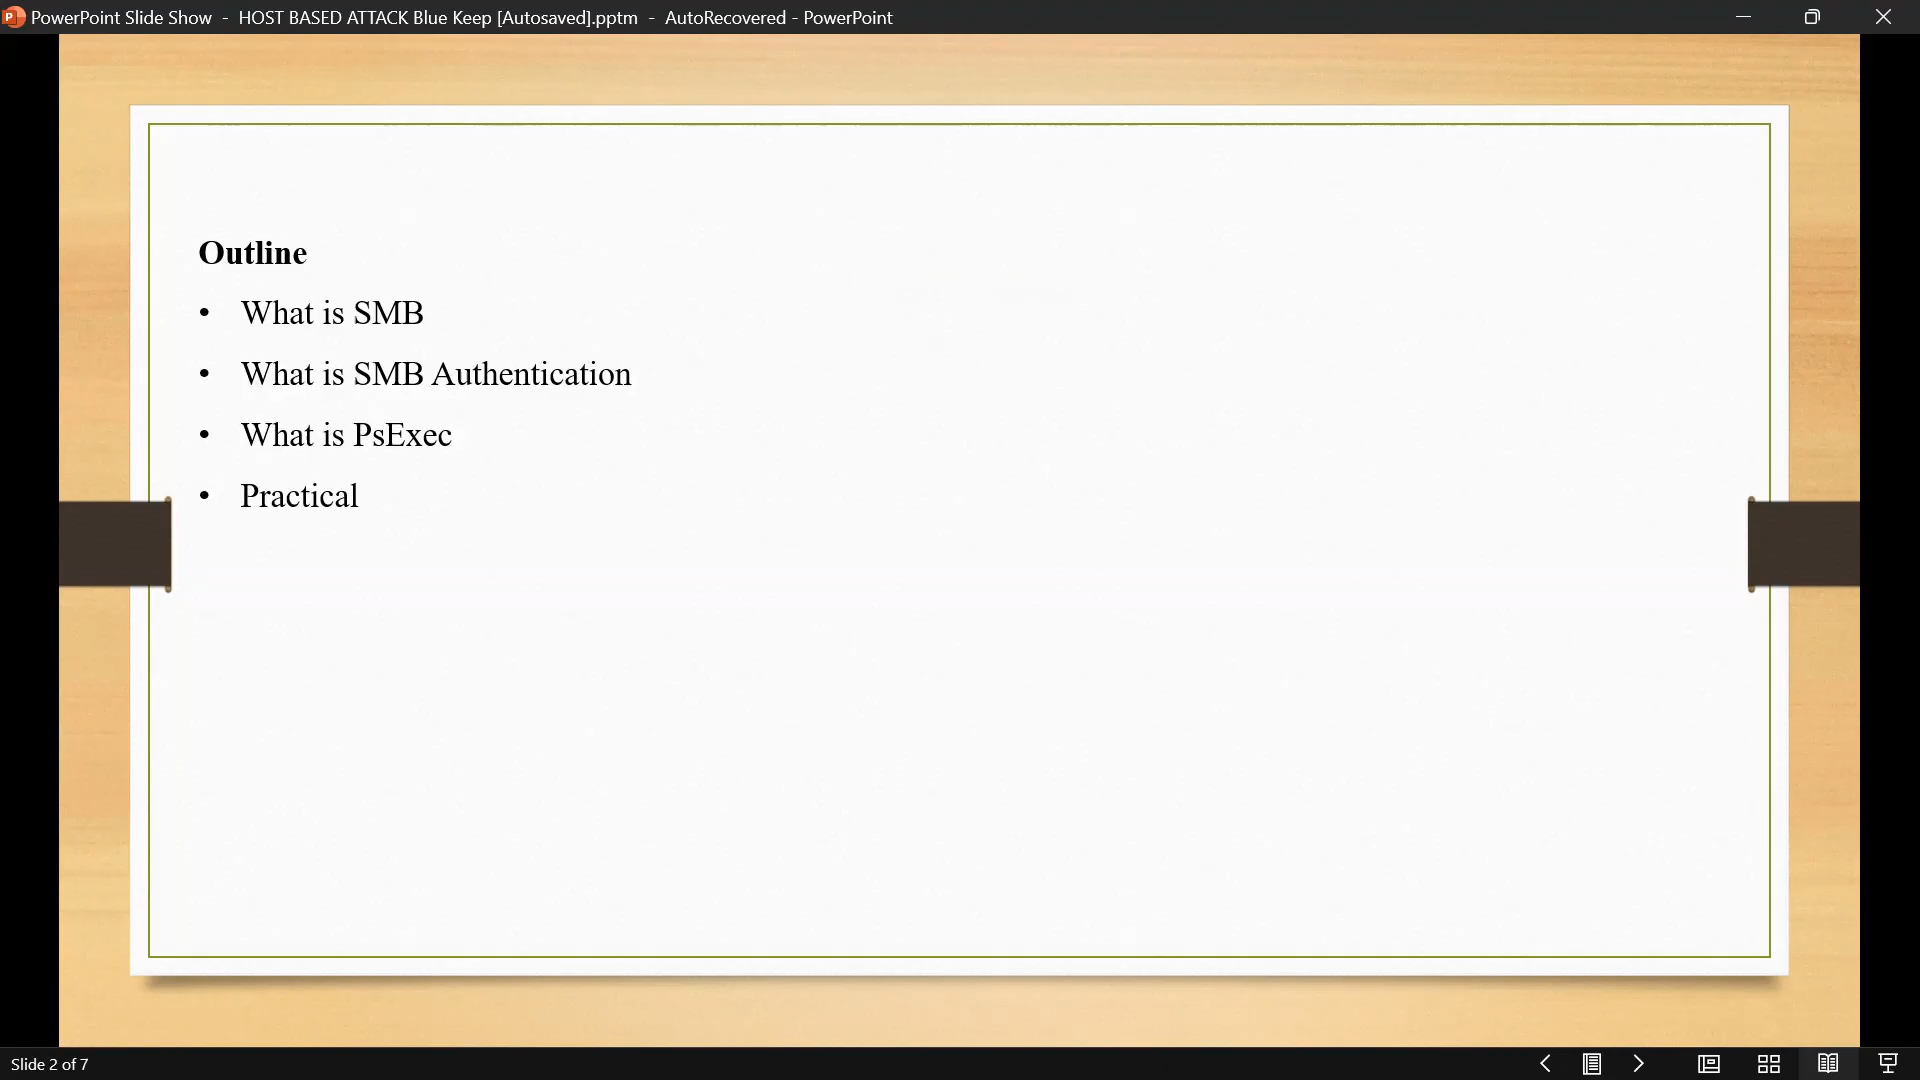 PowerPoint Slide Show - HOST BASED ATTACK Blue Keep [Autosaved].pptm - AutoRecovered - PowerPoint
Outline
• What is SMB
• What is SMB Authentication
• What is PsExec
• Practical
Slide 2 of 7